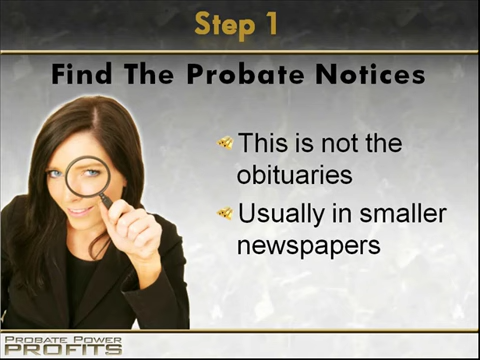 Step 1
Find The Probate Notices
This is not the
obituaries
Usually in smaller
newspapers
PROBATE POWER
PROFITS